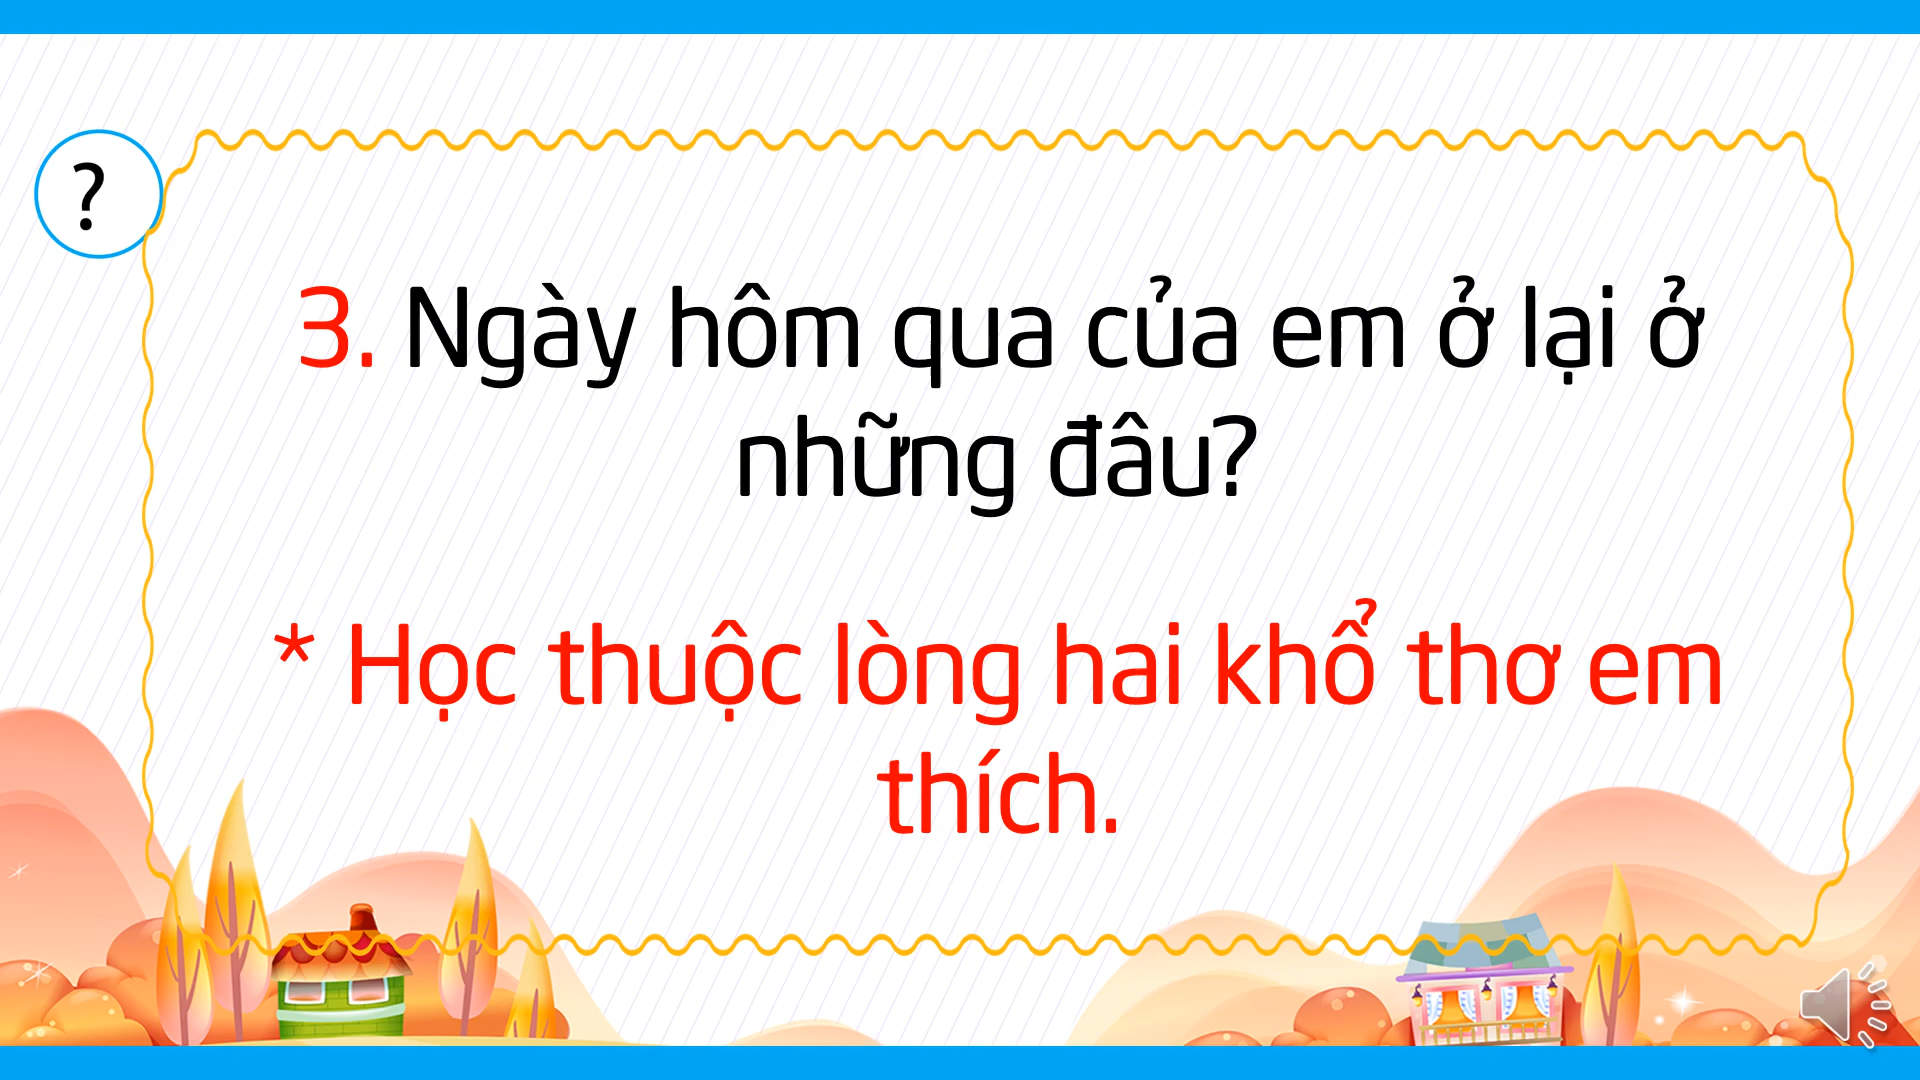 ?
3. Ngày hôm qua của em ở lại ở
những đâu?
* Học thuộc lòng hai khổ thơ em
thích.